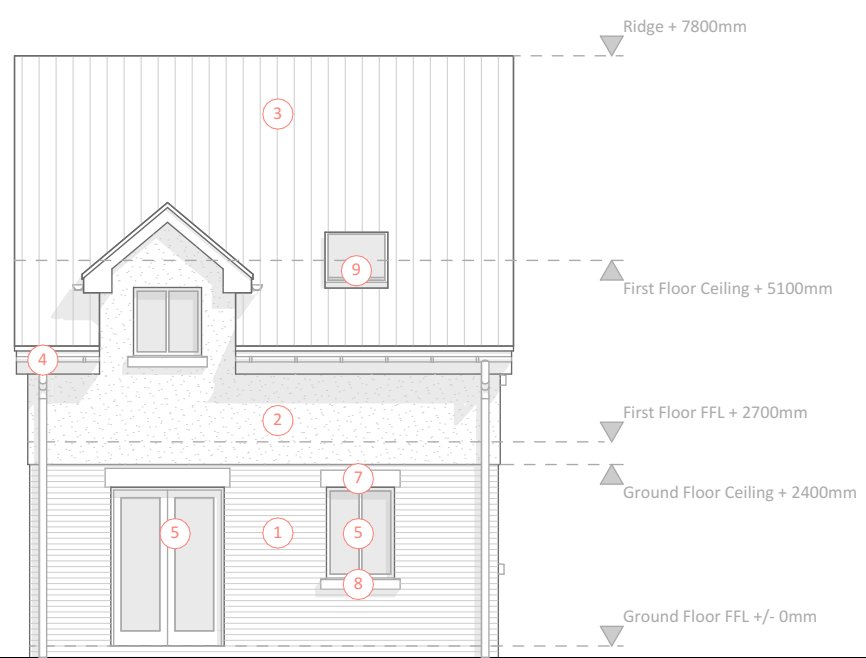 Ridge + 7800mm
3
9
First Floor Ceiling + 5100mm
4
2
First Floor FFL + 2700mm
7
Ground Floor Ceiling + 2400mm
5
1
5
8
Ground Floor FFL +/- 0mm